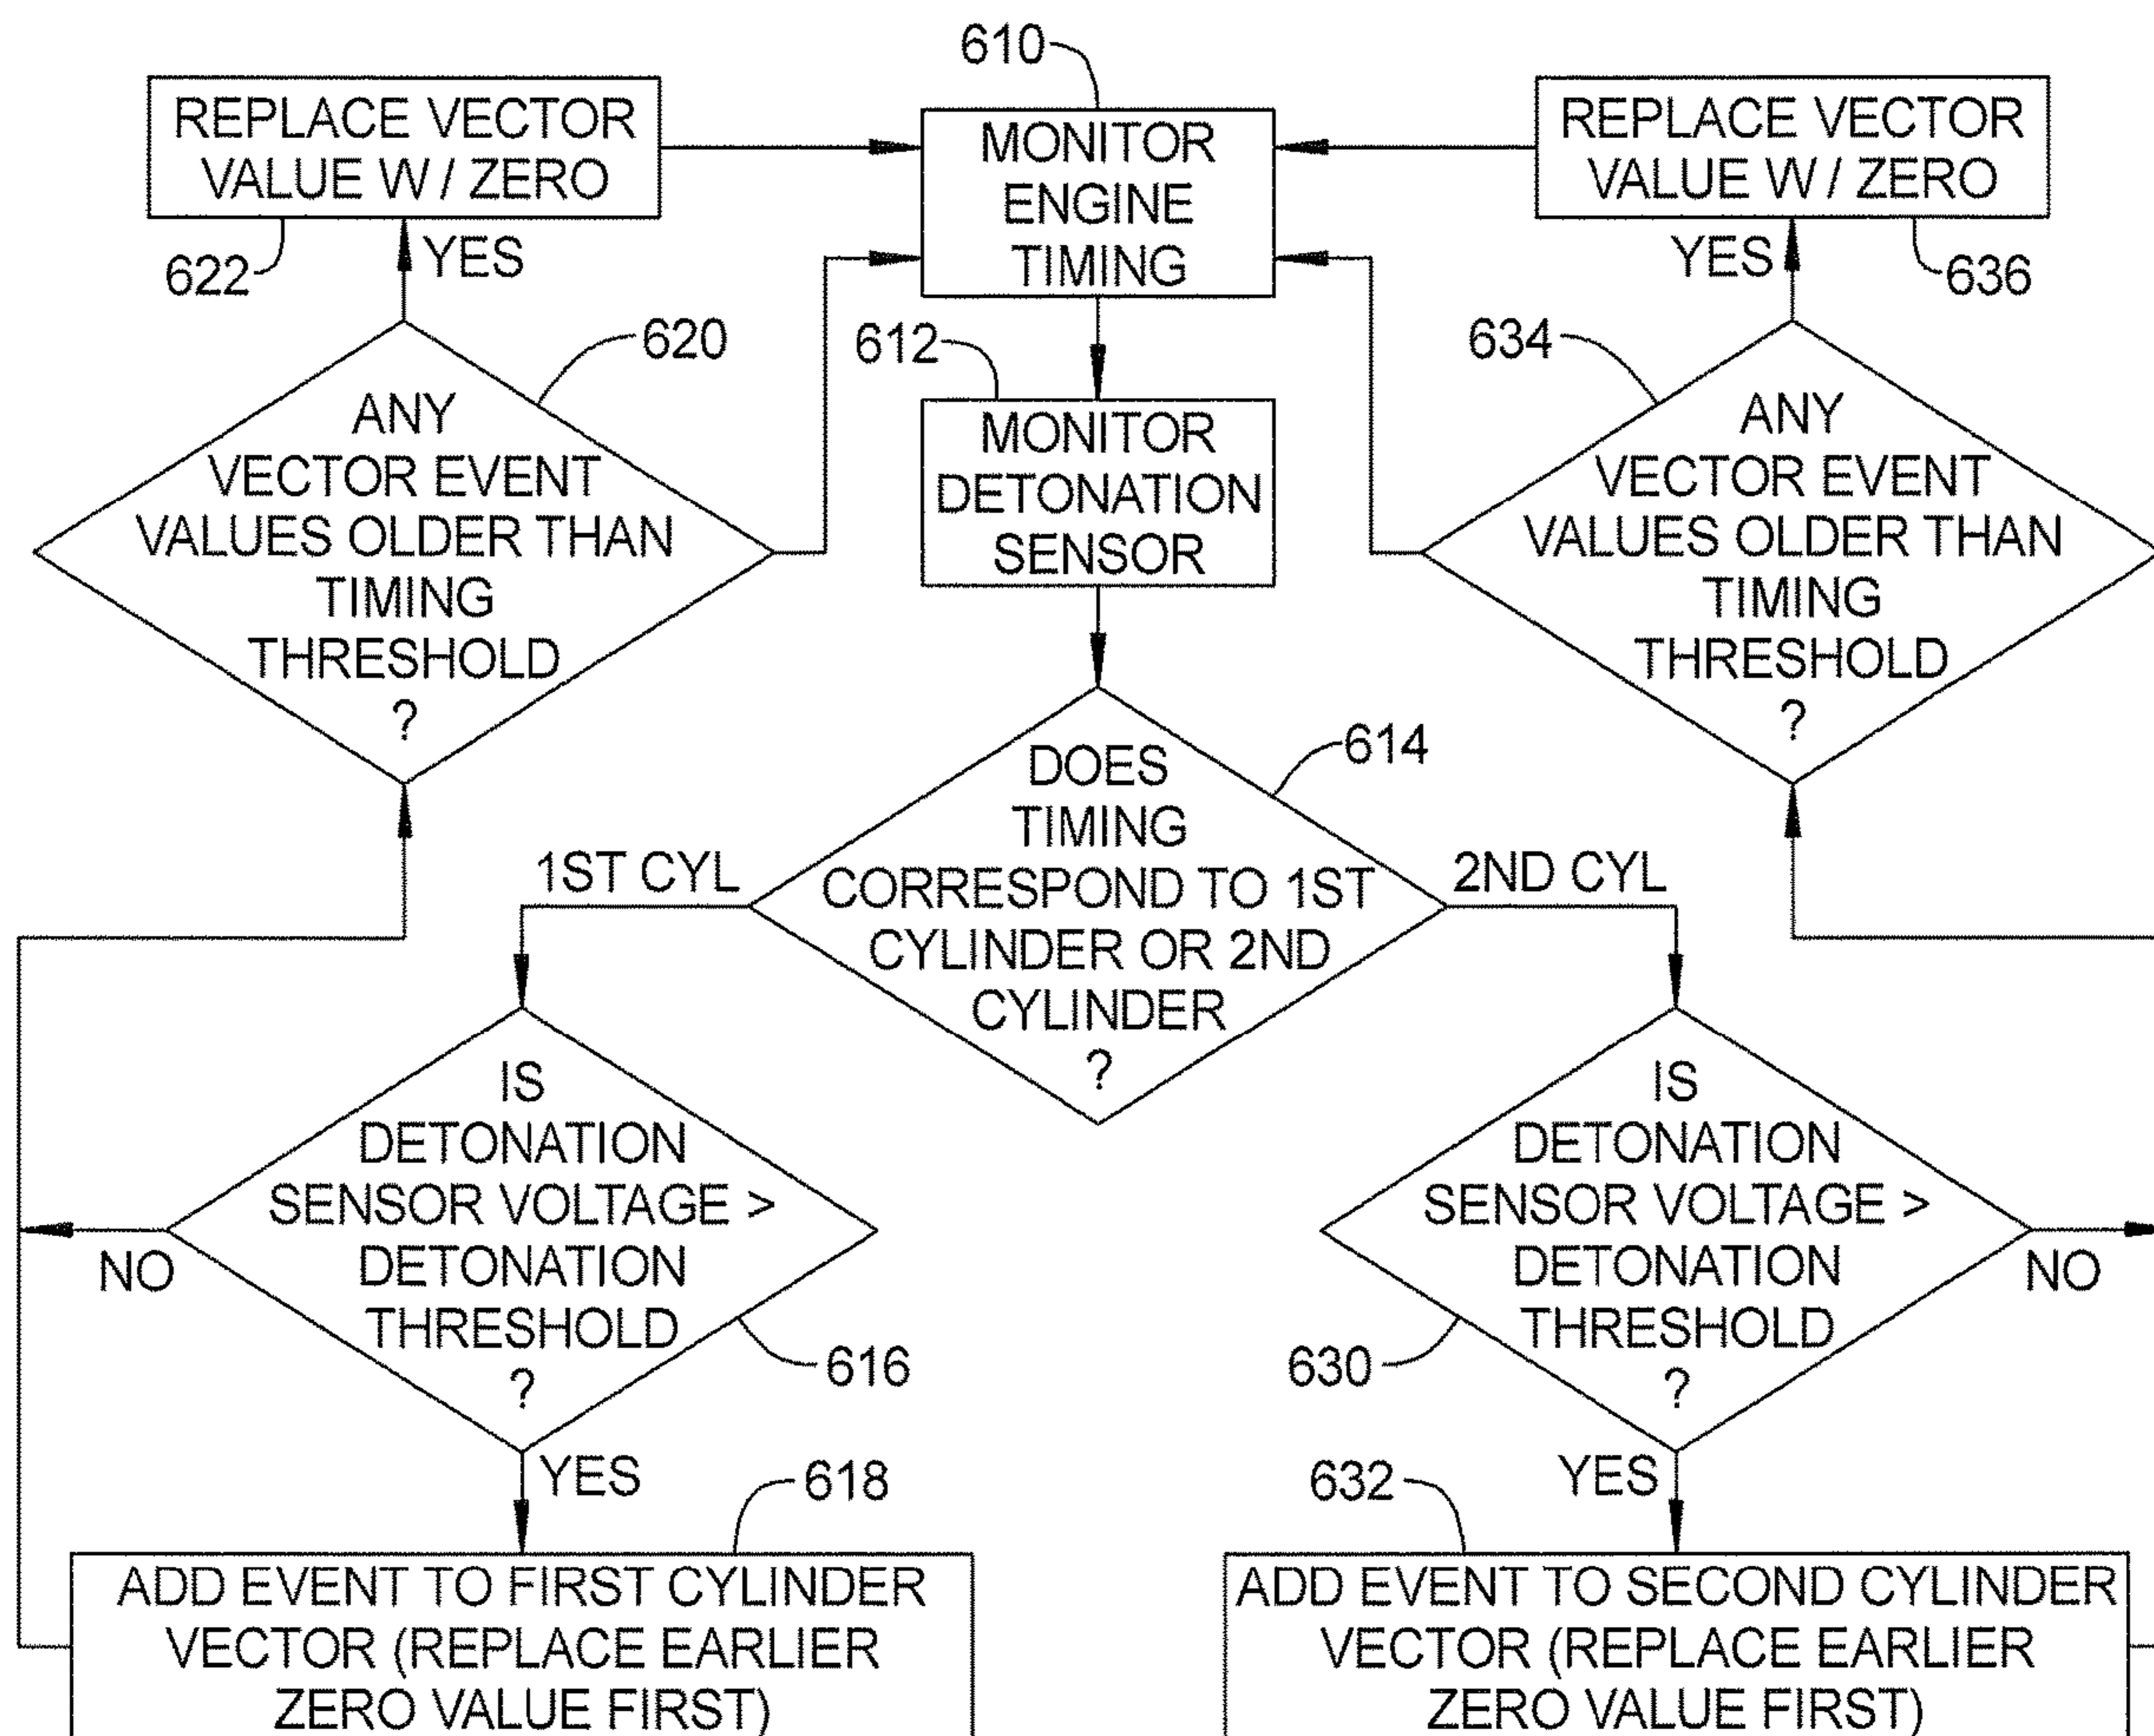 610
REPLACE VECTOR
VALUE W / ZERO
622
YES
MONITOR
ENGINE
TIMING
REPLACE VECTOR
VALUE W / ZERO
YES
636
620
ANY
VECTOR EVENT
VALUES OLDER THAN
TIMING
THRESHOLD
?
612
MONITOR
DETONATION
SENSOR
634
ANY
VECTOR EVENT
VALUES OLDER THAN
TIMING
THRESHOLD
?
614
DOES
TIMING
CORRESPOND TO 1ST
CYLINDER OR 2ND
CYLINDER
?
1ST CYL
2ND CYL
IS
DETONATION
SENSOR VOLTAGE >
DETONATION
THRESHOLD
?
NO
616
YES
IS
DETONATION
SENSOR VOLTAGE >
DETONATION
THRESHOLD
?
NO
630
YES
618
ADD EVENT TO FIRST CYLINDER
VECTOR (REPLACE EARLIER
ZERO VALUE FIRST)
632
ADD EVENT TO SECOND CYLINDER
VECTOR (REPLACE EARLIER
ZERO VALUE FIRST)